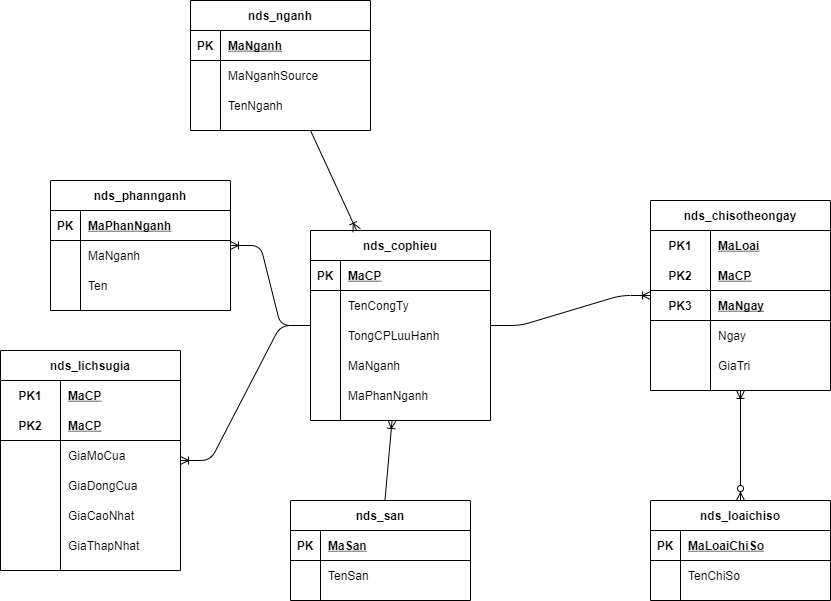 nds_nganh
PK MaNganh
MaNganhSource
TenNganh
nds_phannganh
PK MaPhanNganh
MaNganh
Ten
nds_cophieu
PK MaCP
TenCongTy
TongCPLuuHanh
MaNganh
MaPhanNganh
nds_chisotheongay
PK1 MaLoai
PK2 MaCP
PK3 MaNgay
Ngay
GiaTri
nds_lichsugia
PK1 MaCP
PK2 MaCP
GiaMoCua
GiaDongCua
GiaCaoNhat
GiaThapNhat
nds_san
PK MaSan
TenSan
nds_loaichiso
PK MaLoaiChiSo
TenChiSo